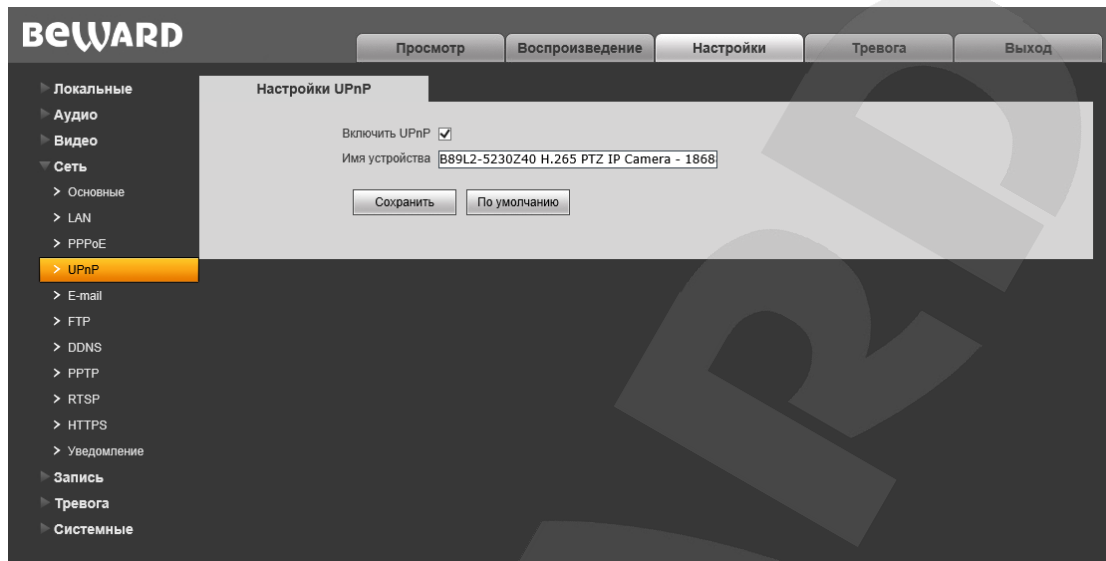 BEWARD
Просмотр Воспроизведение Настройки Тревога Выход
Локальные
Аудио
Видео
Сеть
Основные
LAN
PPPoE
UPnP
E-mail
FTP
DDNS
PPTP
RTSP
HTTPS
Уведомление
Запись
Тревога
Системные
Настройки UPnP
Включить UPnP
Имя устройства B89L2-5230Z40 H.265 PTZ IP Camera - 1868
Сохранить По умолчанию